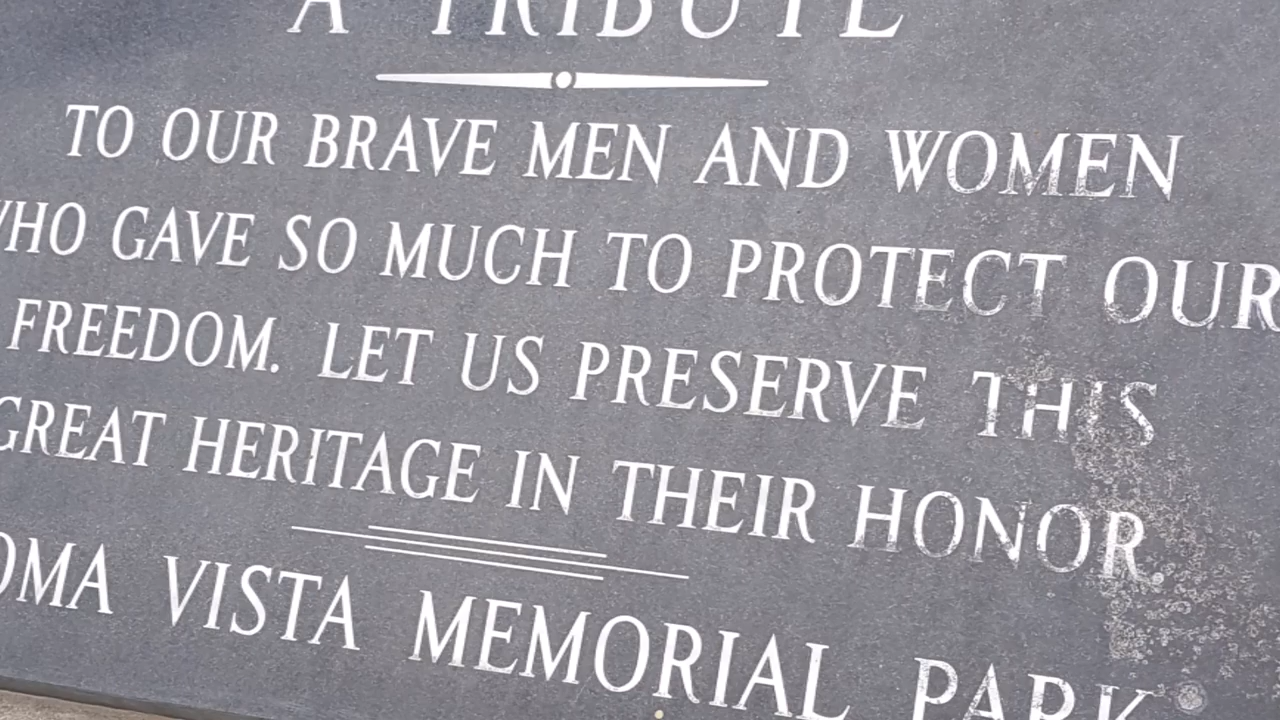 A TRIBUTE
TO OUR BRAVE MEN AND WOMEN
WHO GAVE SO MUCH TO PROTECT OUR
FREEDOM. LET US PRESERVE THIS
GREAT HERITAGE IN THEIR HONOR.
OMA VISTA MEMORIAL PARK